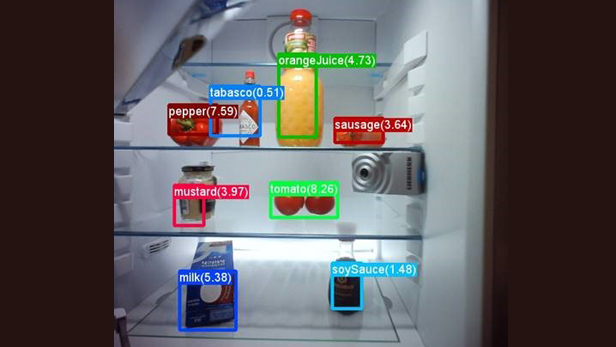 orangeJuice(4.73)
tabasco(0.51)
pepper(7.59)
sausage(3.64)
mustard(3.97)
tomato(8.26)
soySauce(1.48)
milk(5.38)
LIEBHERR